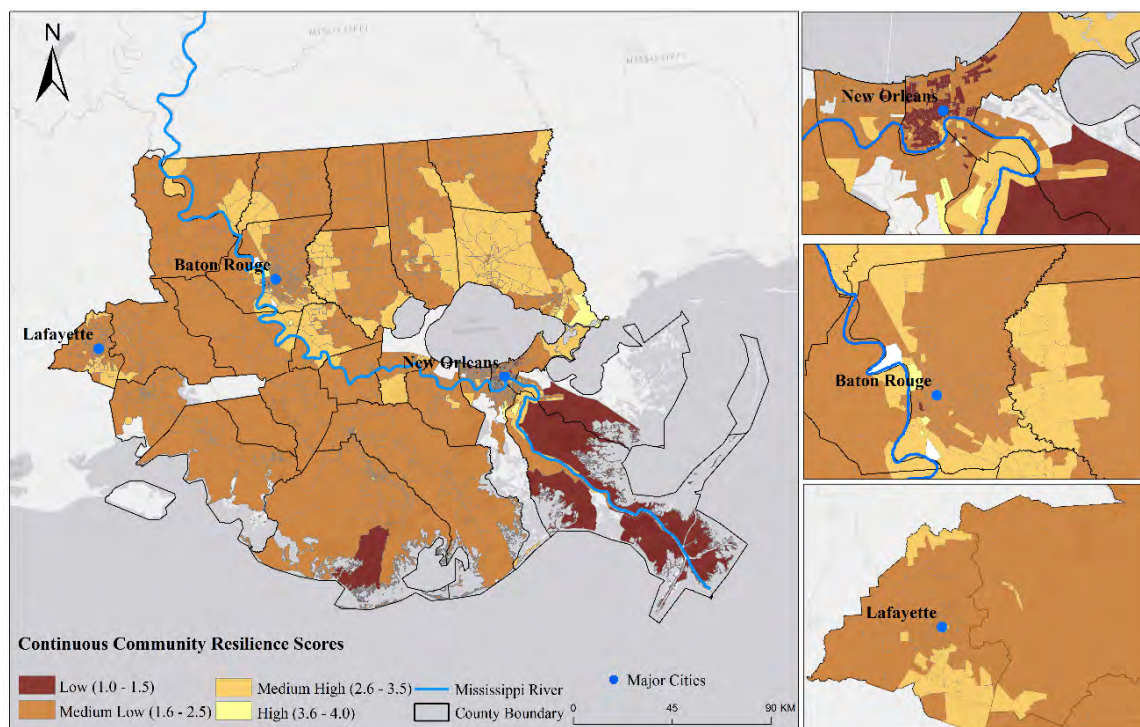 N
MISSISSIPPI
MISSISSIPPI
Baton Rouge
Lafayette
New Orleans
Continuous Community Resilience Scores
Low (1.0 - 1.5)
Medium High (2.6 - 3.5)
Mississippi River
Major Cities
Medium Low (1.6 - 2.5)
High (3.6 - 4.0)
County Boundary
0 45 90 KM
New Orleans
Baton Rouge
Lafayette